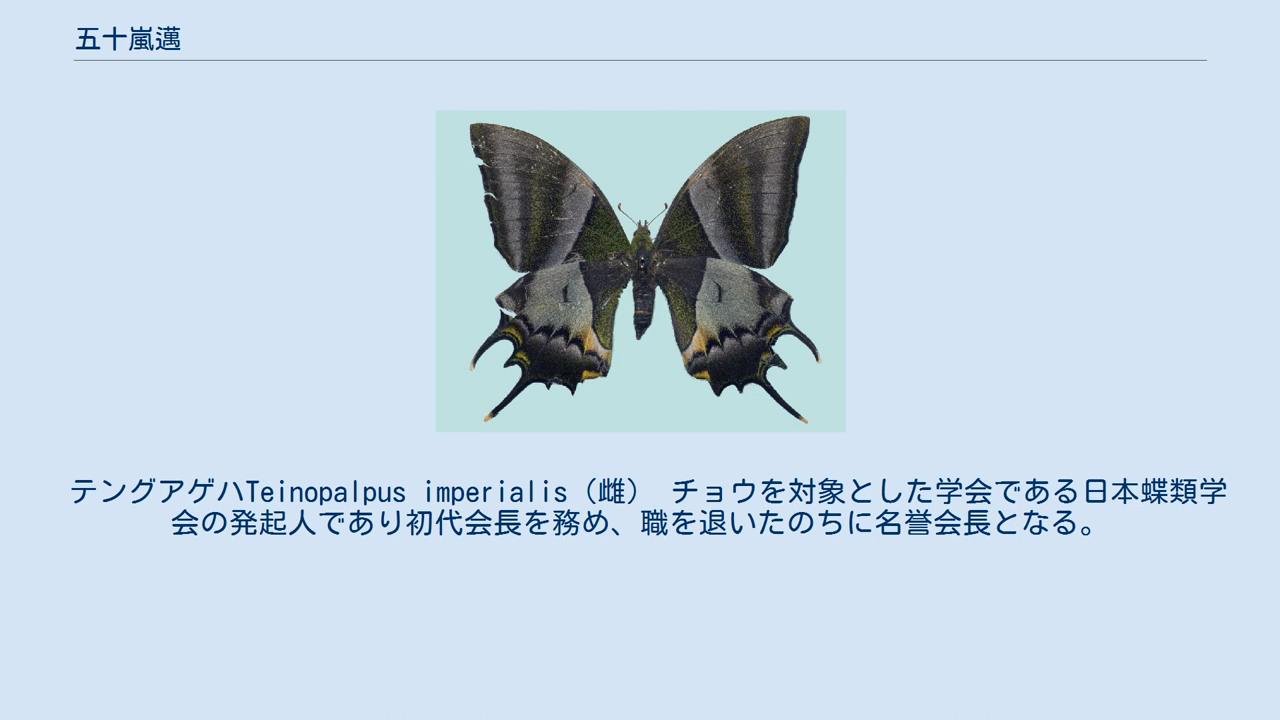 五十嵐邁
テングアゲハTeinopalpus imperialis（雌） チョウを対象とした学会である日本蝶類学
会の発起人であり初代会長を務め、職を退いたのちに名誉会長となる。